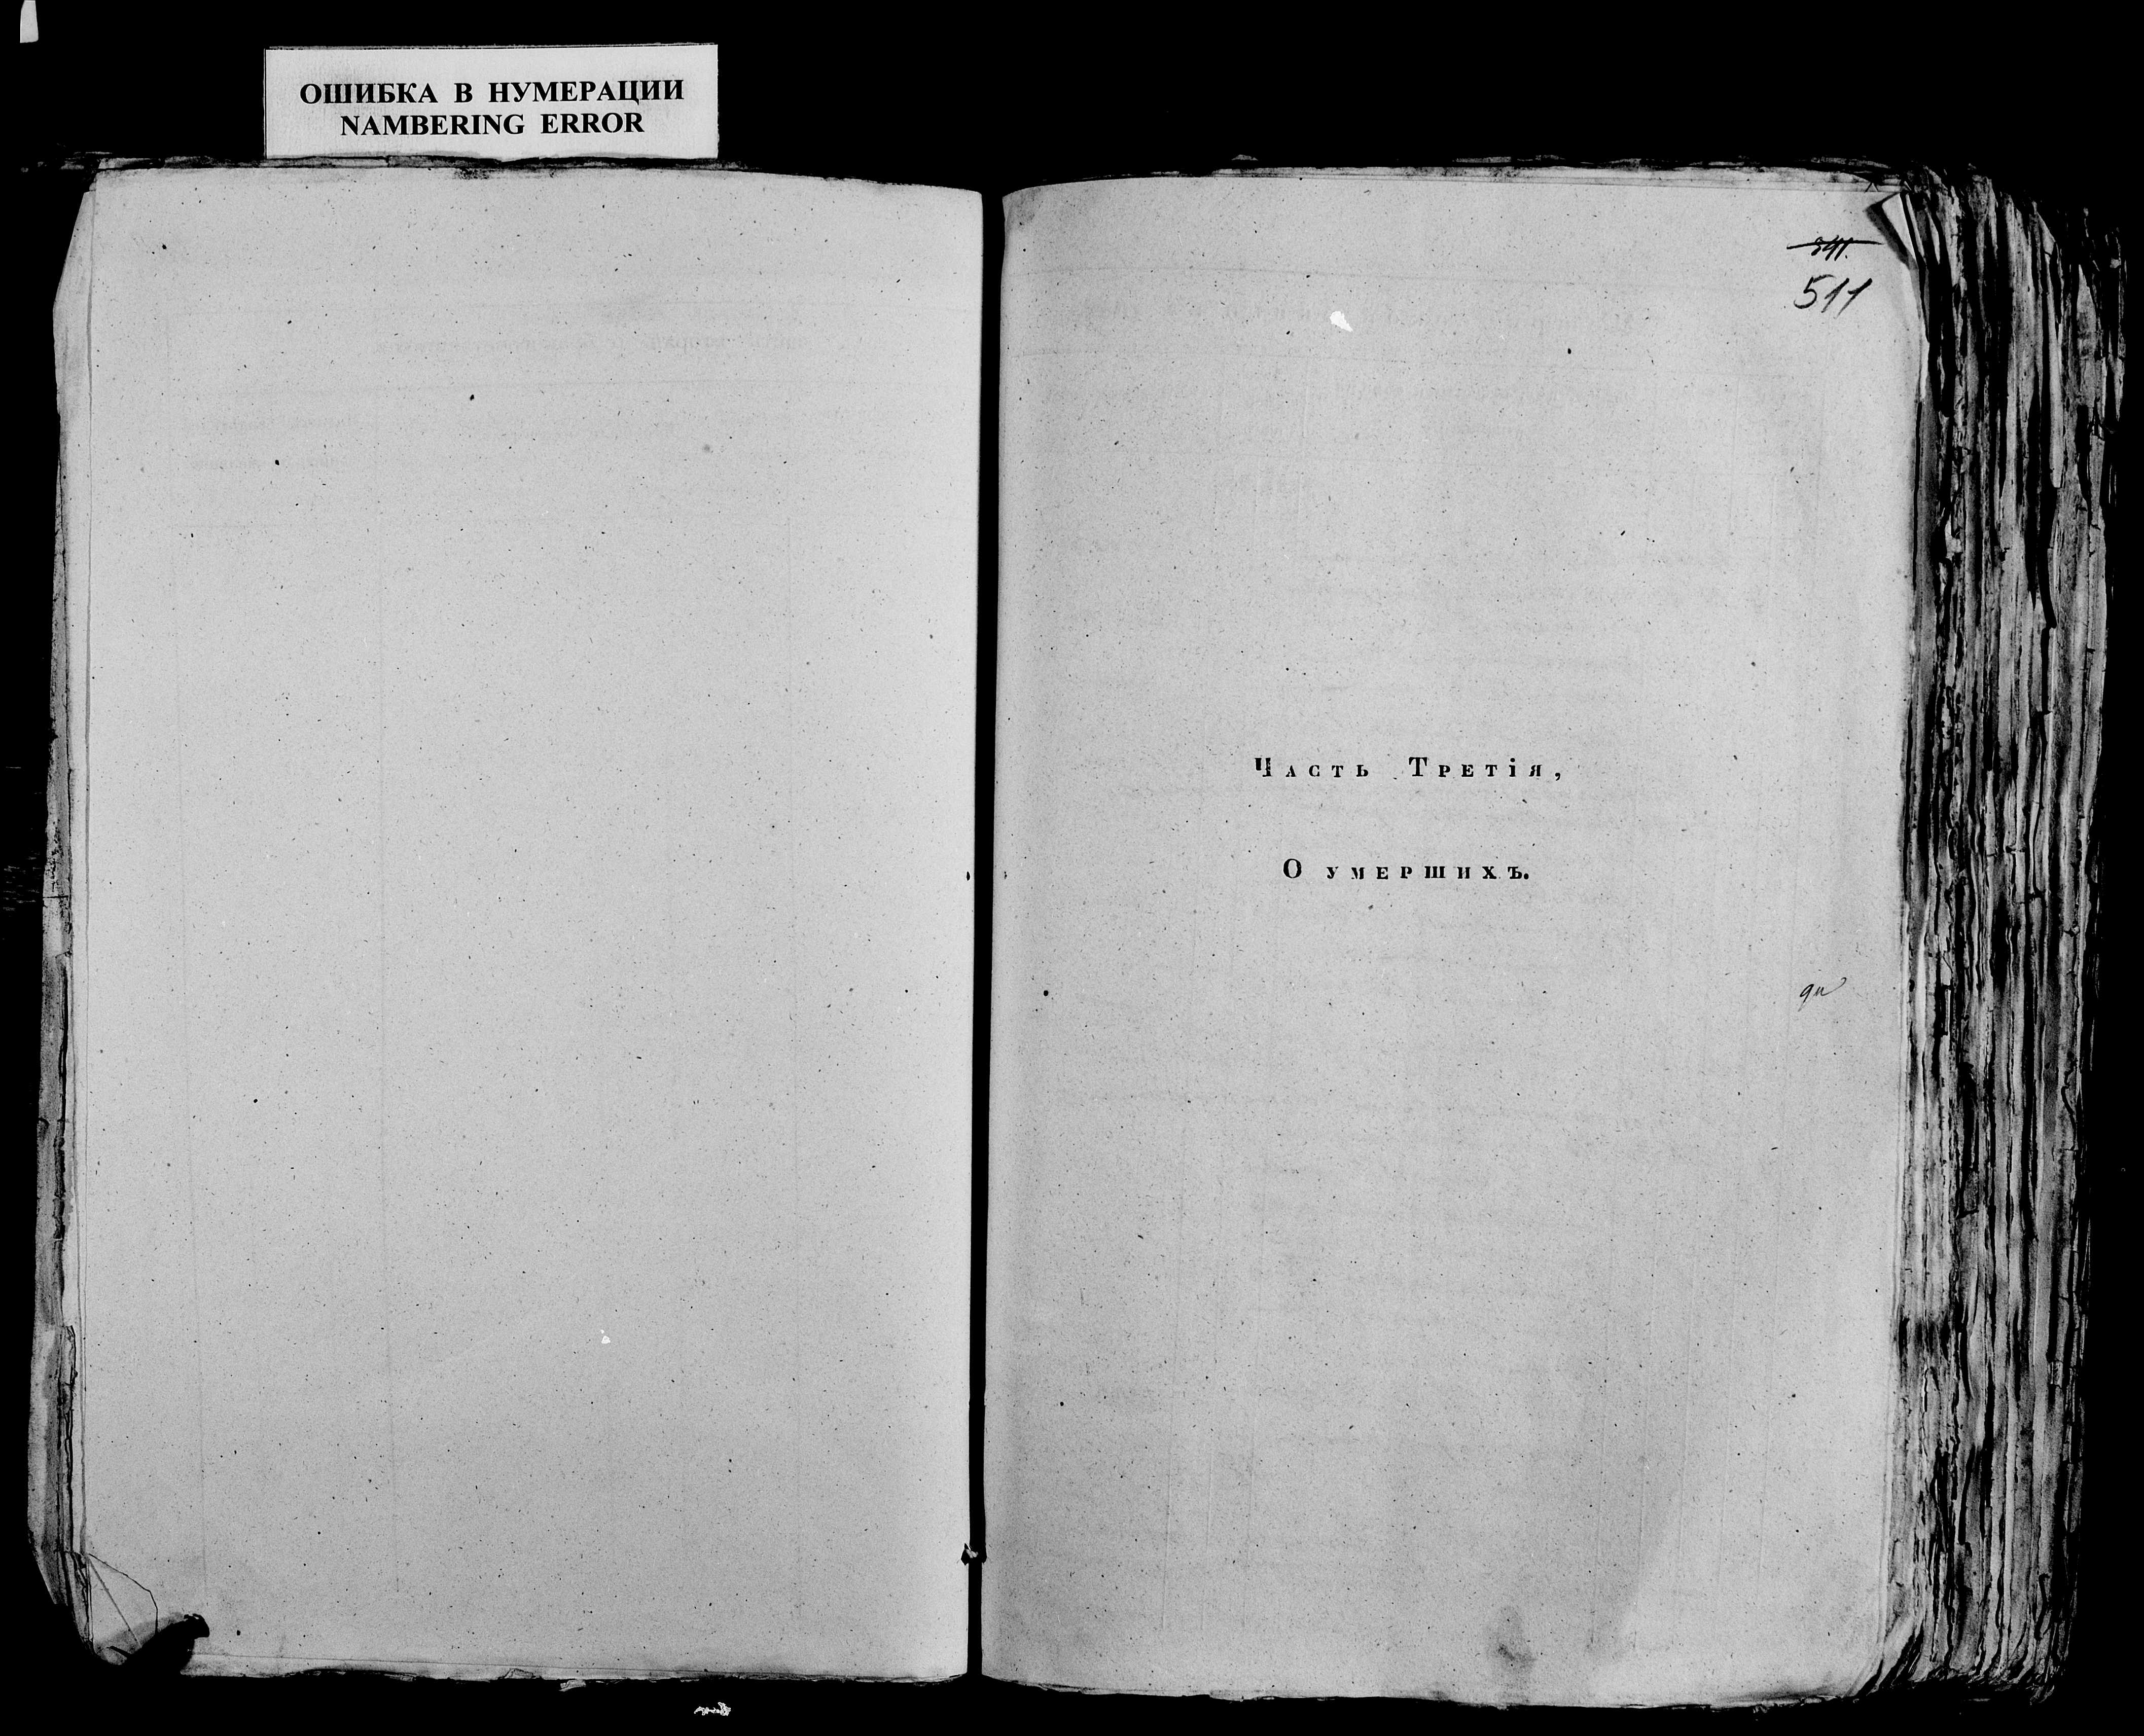 ОШИБКА В НУМЕРАЦИИ
NAMBERING ERROR
511
Часть Третія,
О умершихъ.